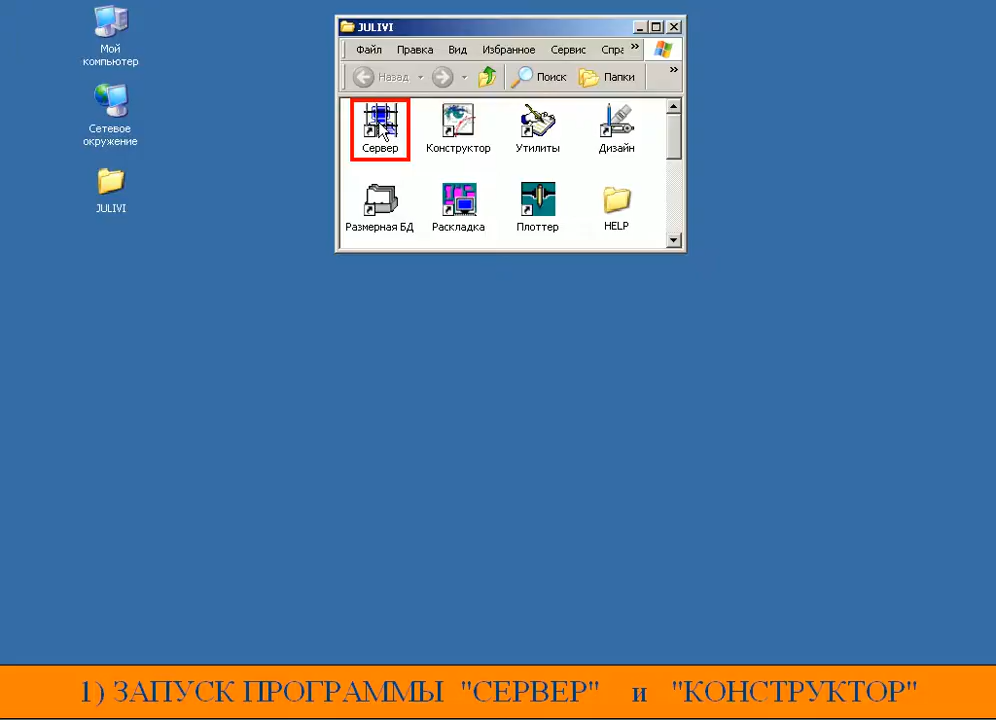 JULIVI
Файл Правка Вид Избранное Сервис Спра »
Назад Поиск Папки »
Мой
компьютер
Сетевое
окружение
JULIVI
Сервер Конструктор Утилиты Дизайн
Размерная БД Раскладка Плоттер HELP
1) ЗАПУСК ПРОГРАММЫ "СЕРВЕР" и "КОНСТРУКТОР"